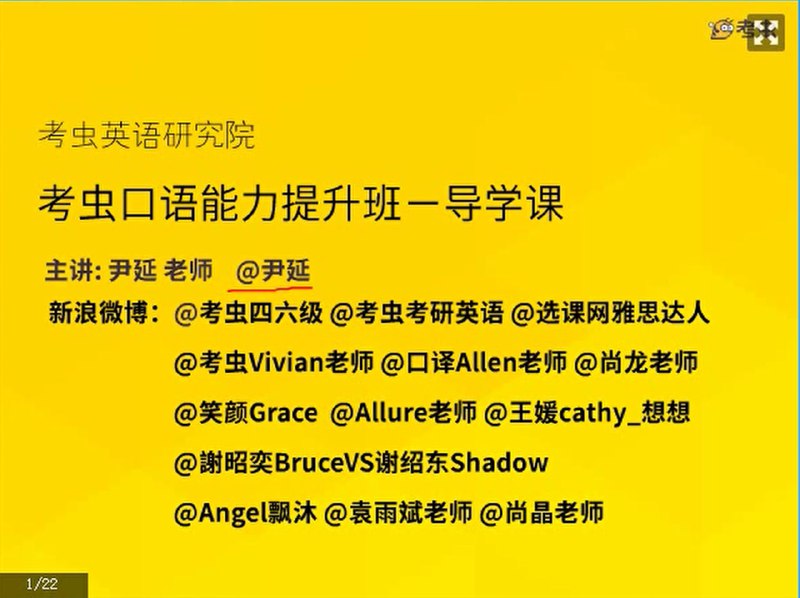 考
考虫英语研究院
考虫口语能力提升班－导学课
主讲: 尹延 老师 @尹延
新浪微博： @考虫四六级 @考虫考研英语 @选课网雅思达人
@考虫Vivian老师 @口译Allen老师 @尚龙老师
@笑颜Grace @Allure老师 @王媛cathy_想想
@謝昭奕BruceVS谢绍东Shadow
@Angel飘沐 @袁雨斌老师 @尚晶老师
1/22